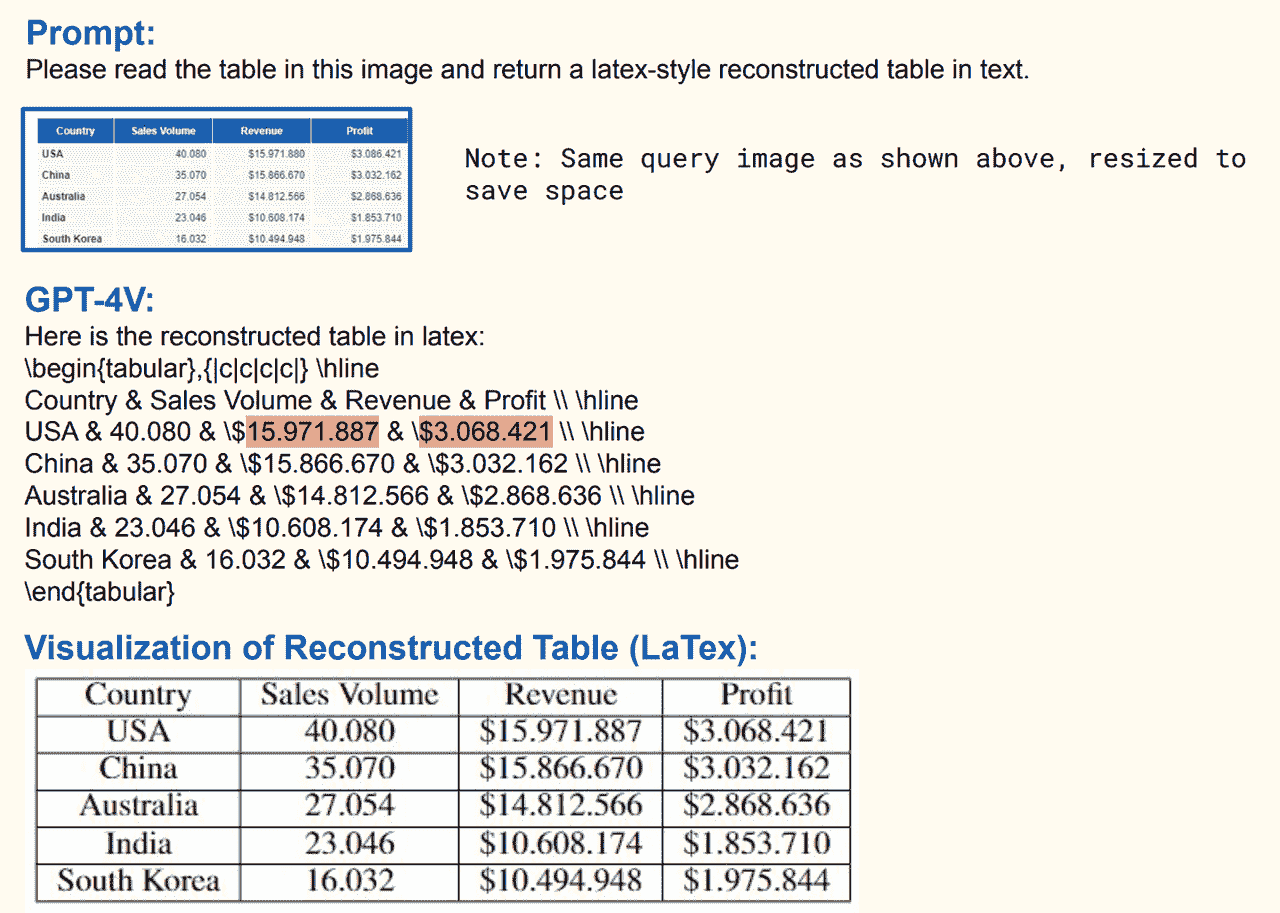 Prompt:
Please read the table in this image and return a latex-style reconstructed table in text.
Country Sales Volume Revenue Profit
USA 40.080 $15.971.880 $3.086.421
China 35.070 $15.866.670 $3.032.162
Australia 27.054 $14.812.566 $2.868.636
India 23.046 $10.608.174 $1.853.710
South Korea 16.032 $10.494.948 $1.975.844
Note: Same query image as shown above, resized to
save space
GPT-4V:
Here is the reconstructed table in latex:
\begin{tabular},{|c|c|c|c|} \hline
Country & Sales Volume & Revenue & Profit \\ \hline
USA & 40.080 & \$15.971.887 & \$3.068.421 \\ \hline
China & 35.070 & \$15.866.670 & \$3.032.162 \\ \hline
Australia & 27.054 & \$14.812.566 & \$2.868.636 \\ \hline
India & 23.046 & \$10.608.174 & \$1.853.710 \\ \hline
South Korea & 16.032 & \$10.494.948 & \$1.975.844 \\ \hline
\end{tabular}
Visualization of Reconstructed Table (LaTex):
Country Sales Volume Revenue Profit
USA 40.080 $15.971.887 $3.068.421
China 35.070 $15.866.670 $3.032.162
Australia 27.054 $14.812.566 $2.868.636
India 23.046 $10.608.174 $1.853.710
South Korea 16.032 $10.494.948 $1.975.844